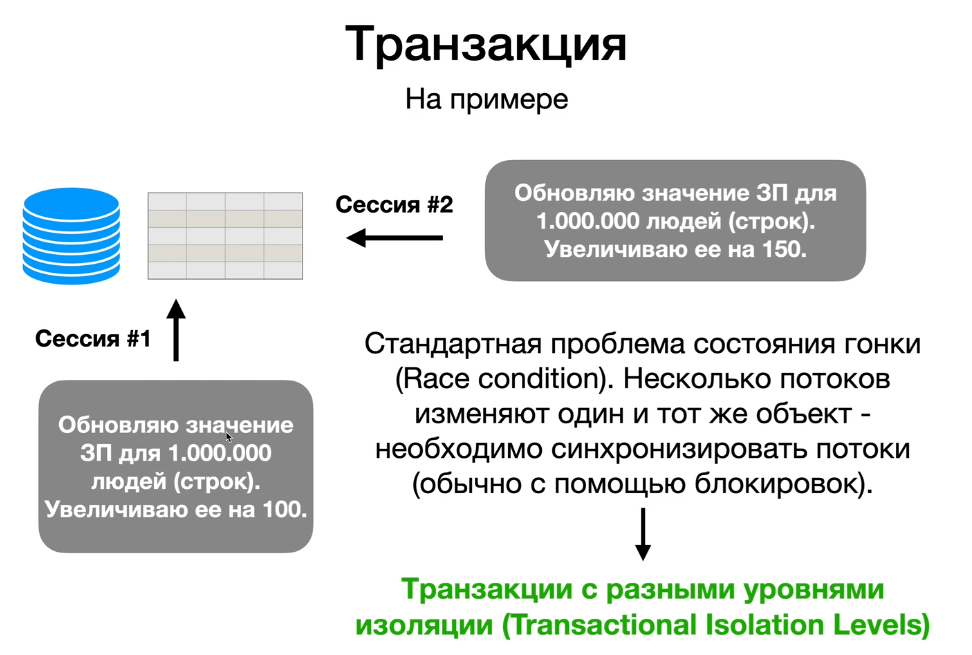 Транзакция
На примере
Сессия #2
Обновляю значение ЗП для
1.000.000 людей (строк).
Увеличиваю ее на 150.
Сессия #1
Обновляю значение
ЗП для 1.000.000
людей (строк).
Увеличиваю ее на 100.
Стандартная проблема состояния гонки
(Race condition). Несколько потоков
изменяют один и тот же объект -
необходимо синхронизировать потоки
(обычно с помощью блокировок).
Транзакции с разными уровнями
изоляции (Transactional Isolation Levels)